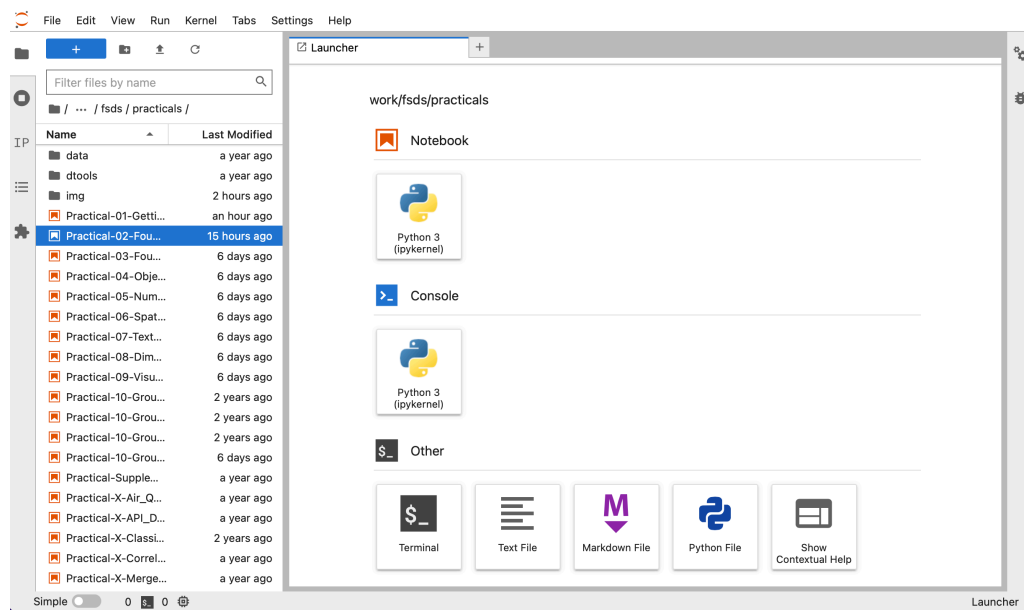 File Edit View Run Kernel Tabs Settings Help
+
Filter files by name
/ ... / fsds / practicals /
Name Last Modified
data a year ago
dtools a year ago
img 2 hours ago
Practical-01-Getti... an hour ago
Practical-02-Fou... 15 hours ago
Practical-03-Fou... 6 days ago
Practical-04-Obje... 6 days ago
Practical-05-Num... 6 days ago
Practical-06-Spat... 6 days ago
Practical-07-Text... 6 days ago
Practical-08-Dim... 6 days ago
Practical-09-Visu... 6 days ago
Practical-10-Grou... 2 years ago
Practical-10-Grou... 2 years ago
Practical-10-Grou... 2 years ago
Practical-10-Grou... 6 days ago
Practical-Supple... a year ago
Practical-X-Air_Q... a year ago
Practical-X-API_D... a year ago
Practical-X-Classi... 2 years ago
Practical-X-Correl... a year ago
Practical-X-Merge... a year ago
IP
Launcher +
work/fsds/practicals
Notebook
Python 3
(ipykernel)
>_ Console
Python 3
(ipykernel)
$_ Other
$_
Terminal
Text File
M
Markdown File
Python File
Show
Contextual Help
Simple 0 $_ 0
Launcher